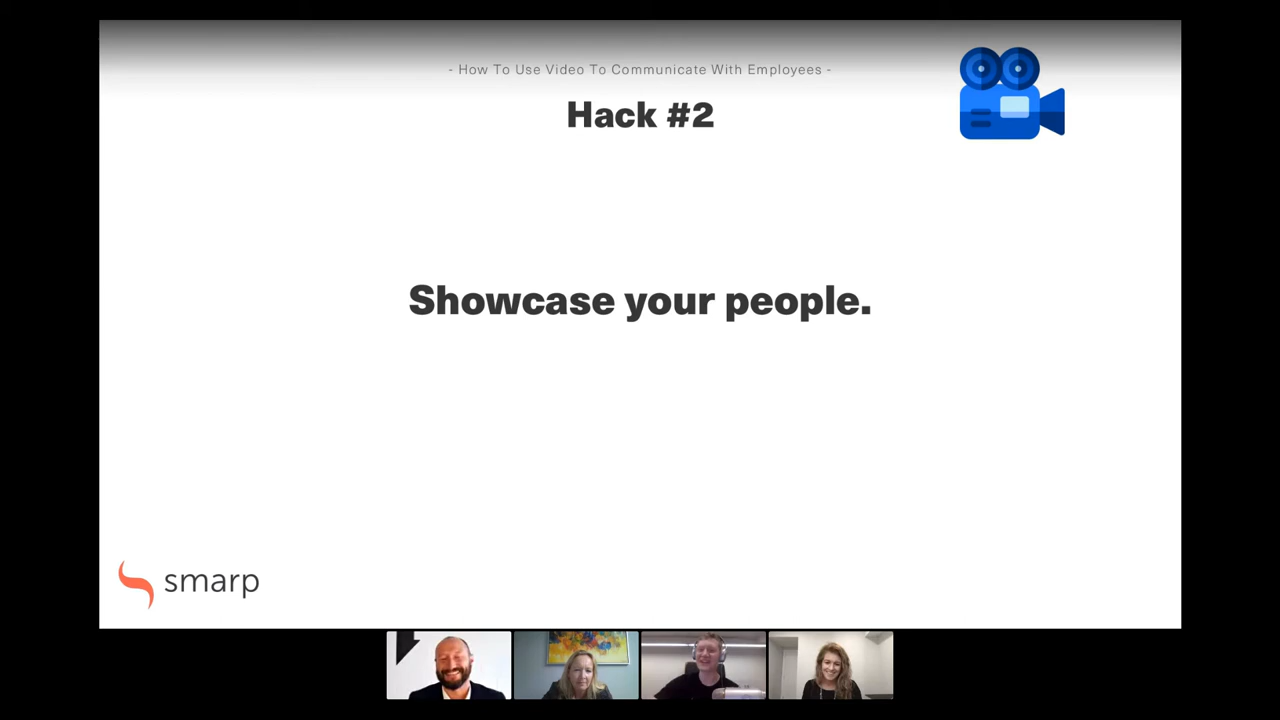 - How To Use Video To Communicate With Employees -
Hack #2
Showcase your people.
smarp